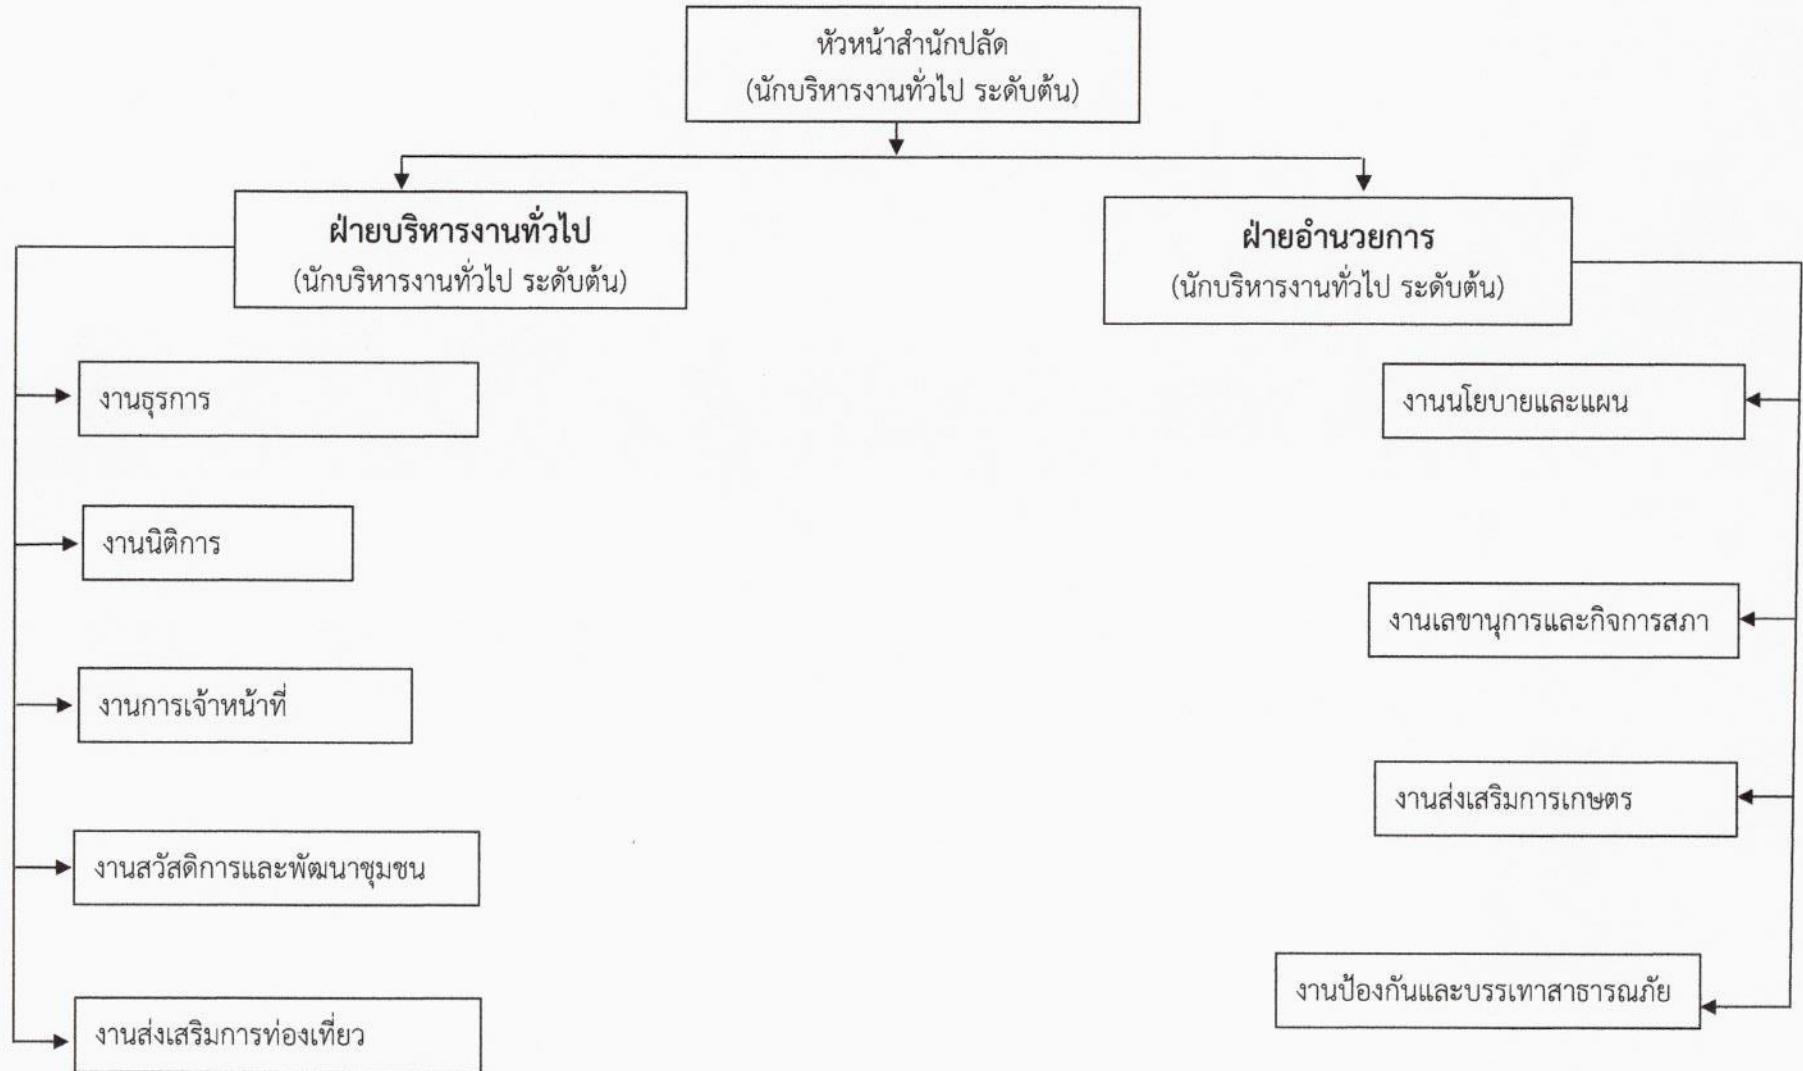 หัวหน้าสำนักปลัด
(นักบริหารงานทั่วไป ระดับต้น)
ฝ่ายบริหารงานทั่วไป
(นักบริหารงานทั่วไป ระดับต้น)
งานธุรการ
งานนิติการ
งานการเจ้าหน้าที่
งานสวัสดิการและพัฒนาชุมชน
งานส่งเสริมการท่องเที่ยว
ฝ่ายอำนวยการ
(นักบริหารงานทั่วไป ระดับต้น)
งานนโยบายและแผน
งานเลขานุการและกิจการสภา
งานส่งเสริมการเกษตร
งานป้องกันและบรรเทาสาธารณภัย